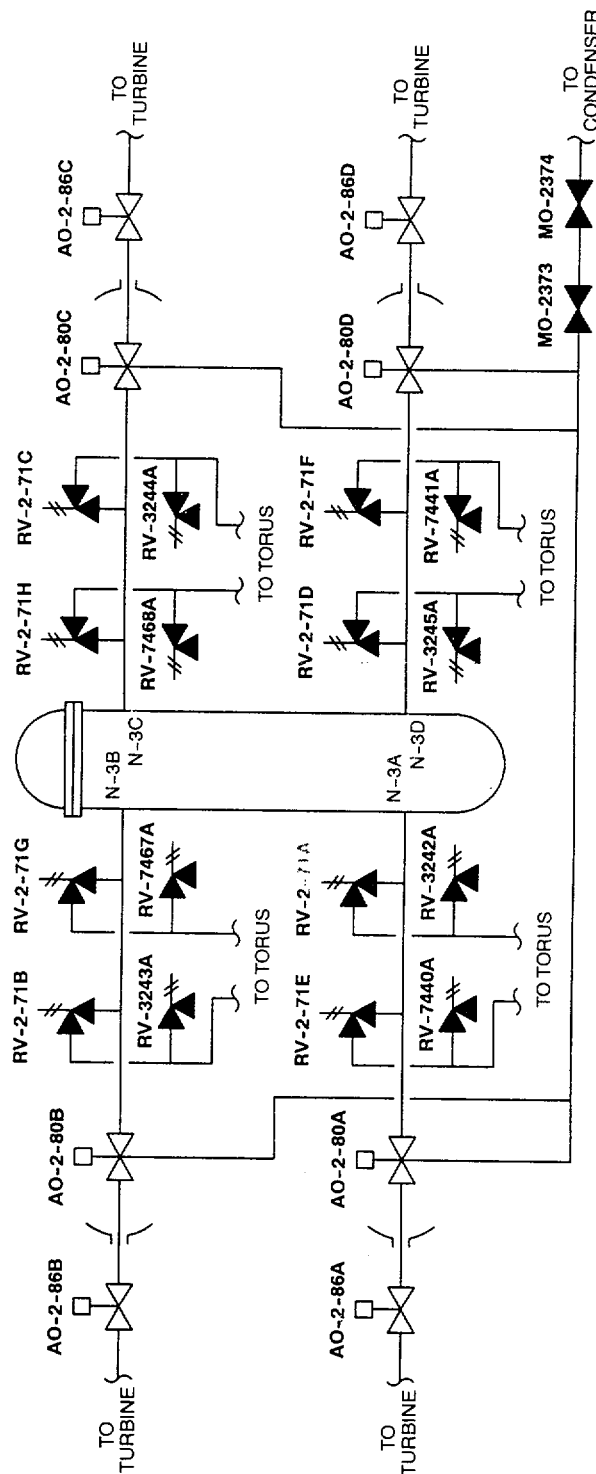 TO
TURBINE
AO-2-86C
AO-2-80C
RV-2-71C
RV-3244A
RV-2-71H
RV-7468A
TO TORUS
N-3B
N-3C
RV-2-71G
RV-7467A
RV-2-71B
RV-3243A
TO TORUS
AO-2-80B
AO-2-86B
TO
TURBINE
TO
TURBINE
AO-2-86D
AO-2-80D
RV-2-71F
RV-7441A
RV-2-71D
RV-3245A
TO TORUS
N-3A
N-3D
RV-2-71A
RV-3242A
RV-2-71E
RV-7440A
TO TORUS
AO-2-80A
AO-2-86A
TO
TURBINE
TO
CONDENSER
MO-2374
MO-2373